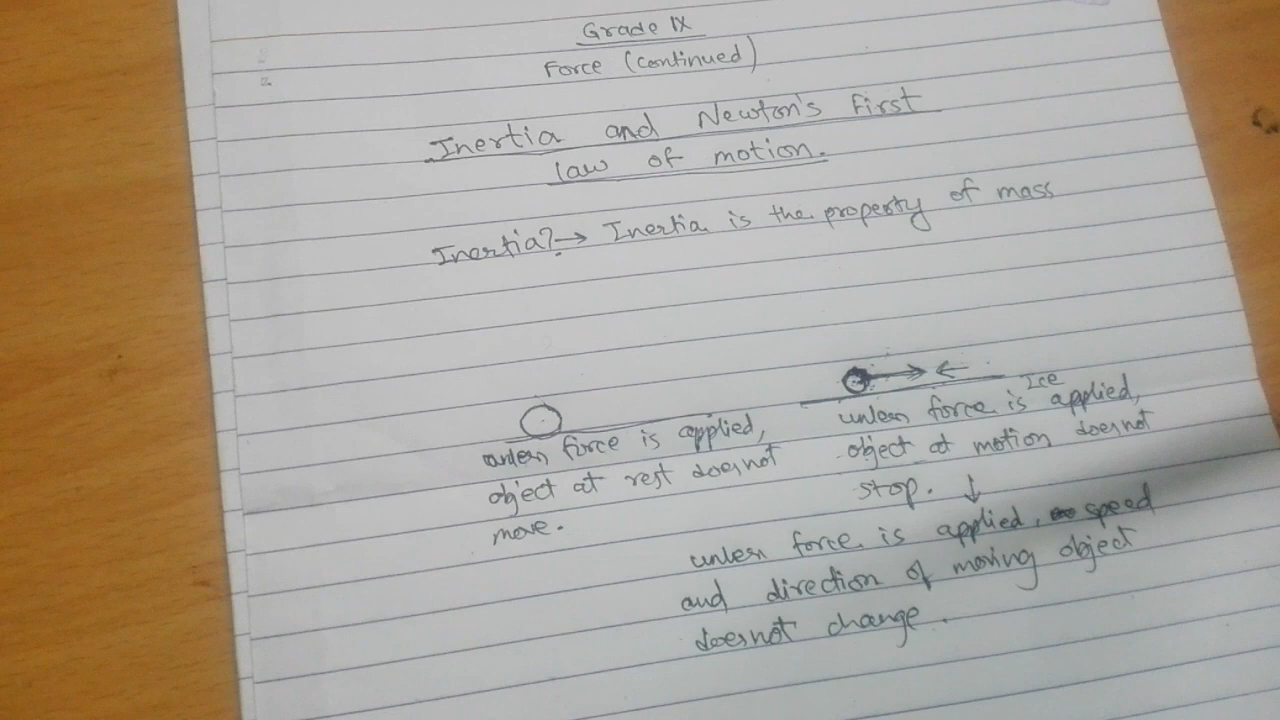 Grade IX
Force (continued)
Inertia and Newton's First
law of motion.
Inertia? → Inertia is the property of mass
Ice
unless force is applied,
object at rest doesnot
move.
unless force is applied,
object at motion doesnot
stop. ↓
unless force is applied, speed
and direction of moving object
doesnot change.